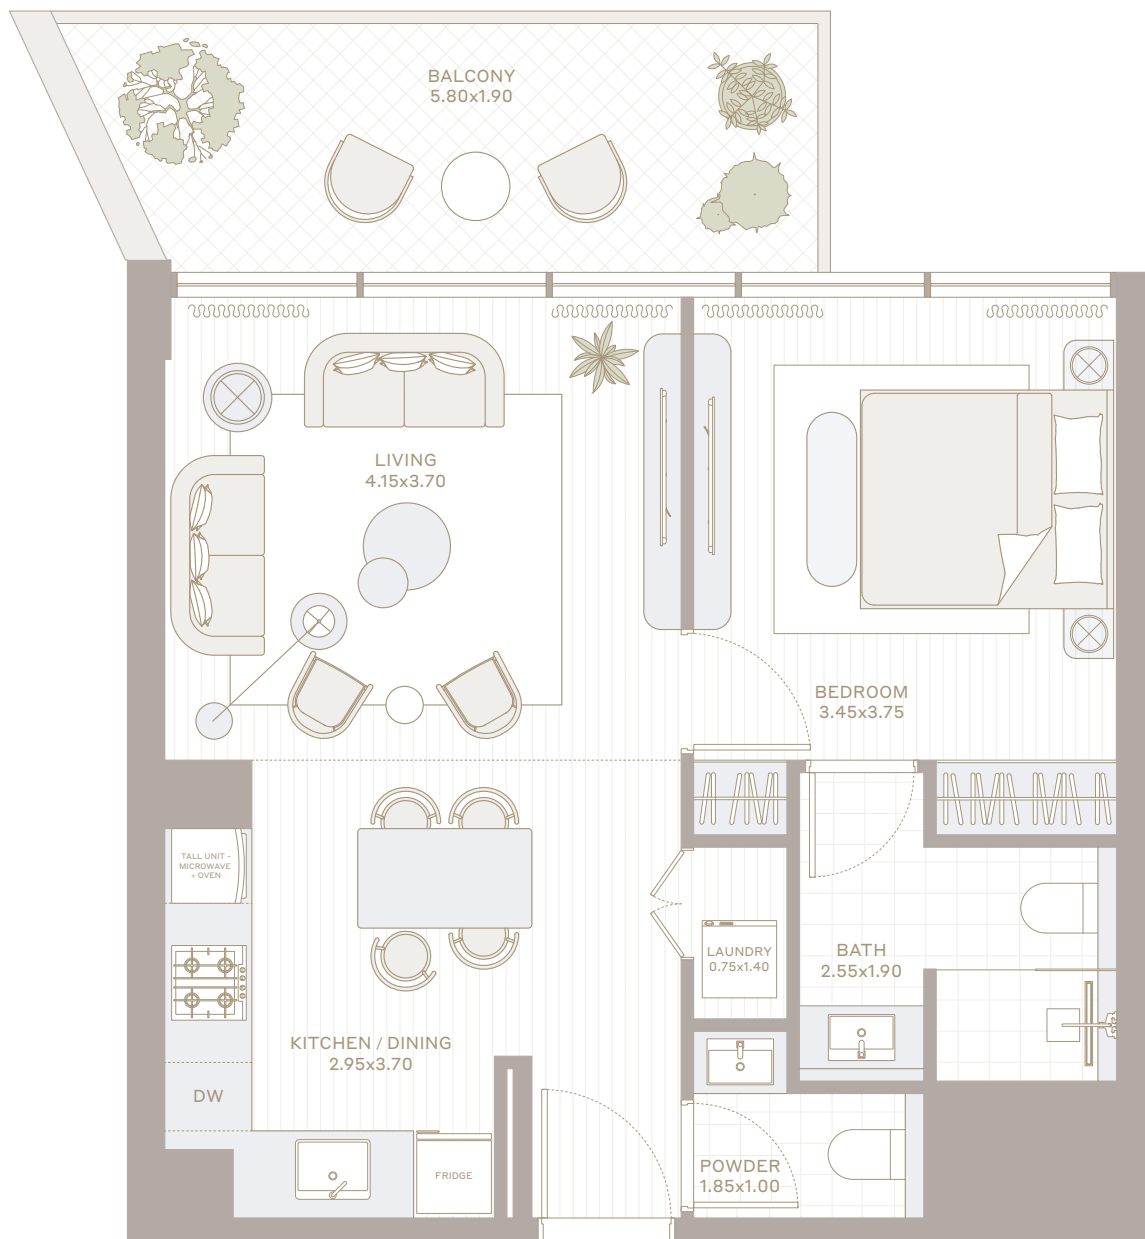 BALCONY
5.80x1.90
LIVING
4.15x3.70
BEDROOM
3.45x3.75
TALL UNIT -
MICROWAVE
+ OVEN
LAUNDRY
0.75x1.40
BATH
2.55x1.90
KITCHEN / DINING
2.95x3.70
DW
FRIDGE
POWDER
1.85x1.00